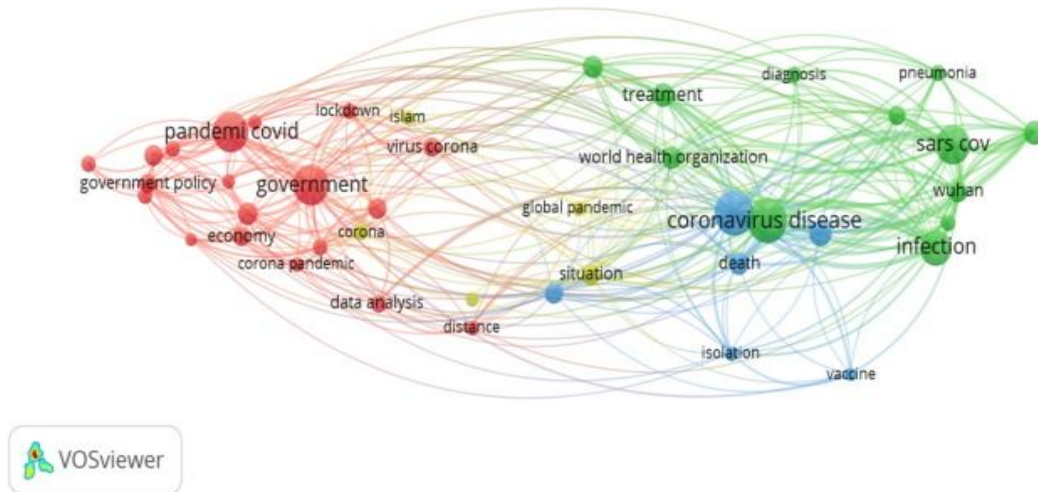 diagnosis
pneumonia
treatment
lockdown
islam
pandemi covid
virus corona
sars cov
world health organization
government policy
government
wuhan
global pandemic
coronavirus disease
economy
corona
infection
corona pandemic
death
situation
data analysis
distance
isolation
vaccine
VOSviewer